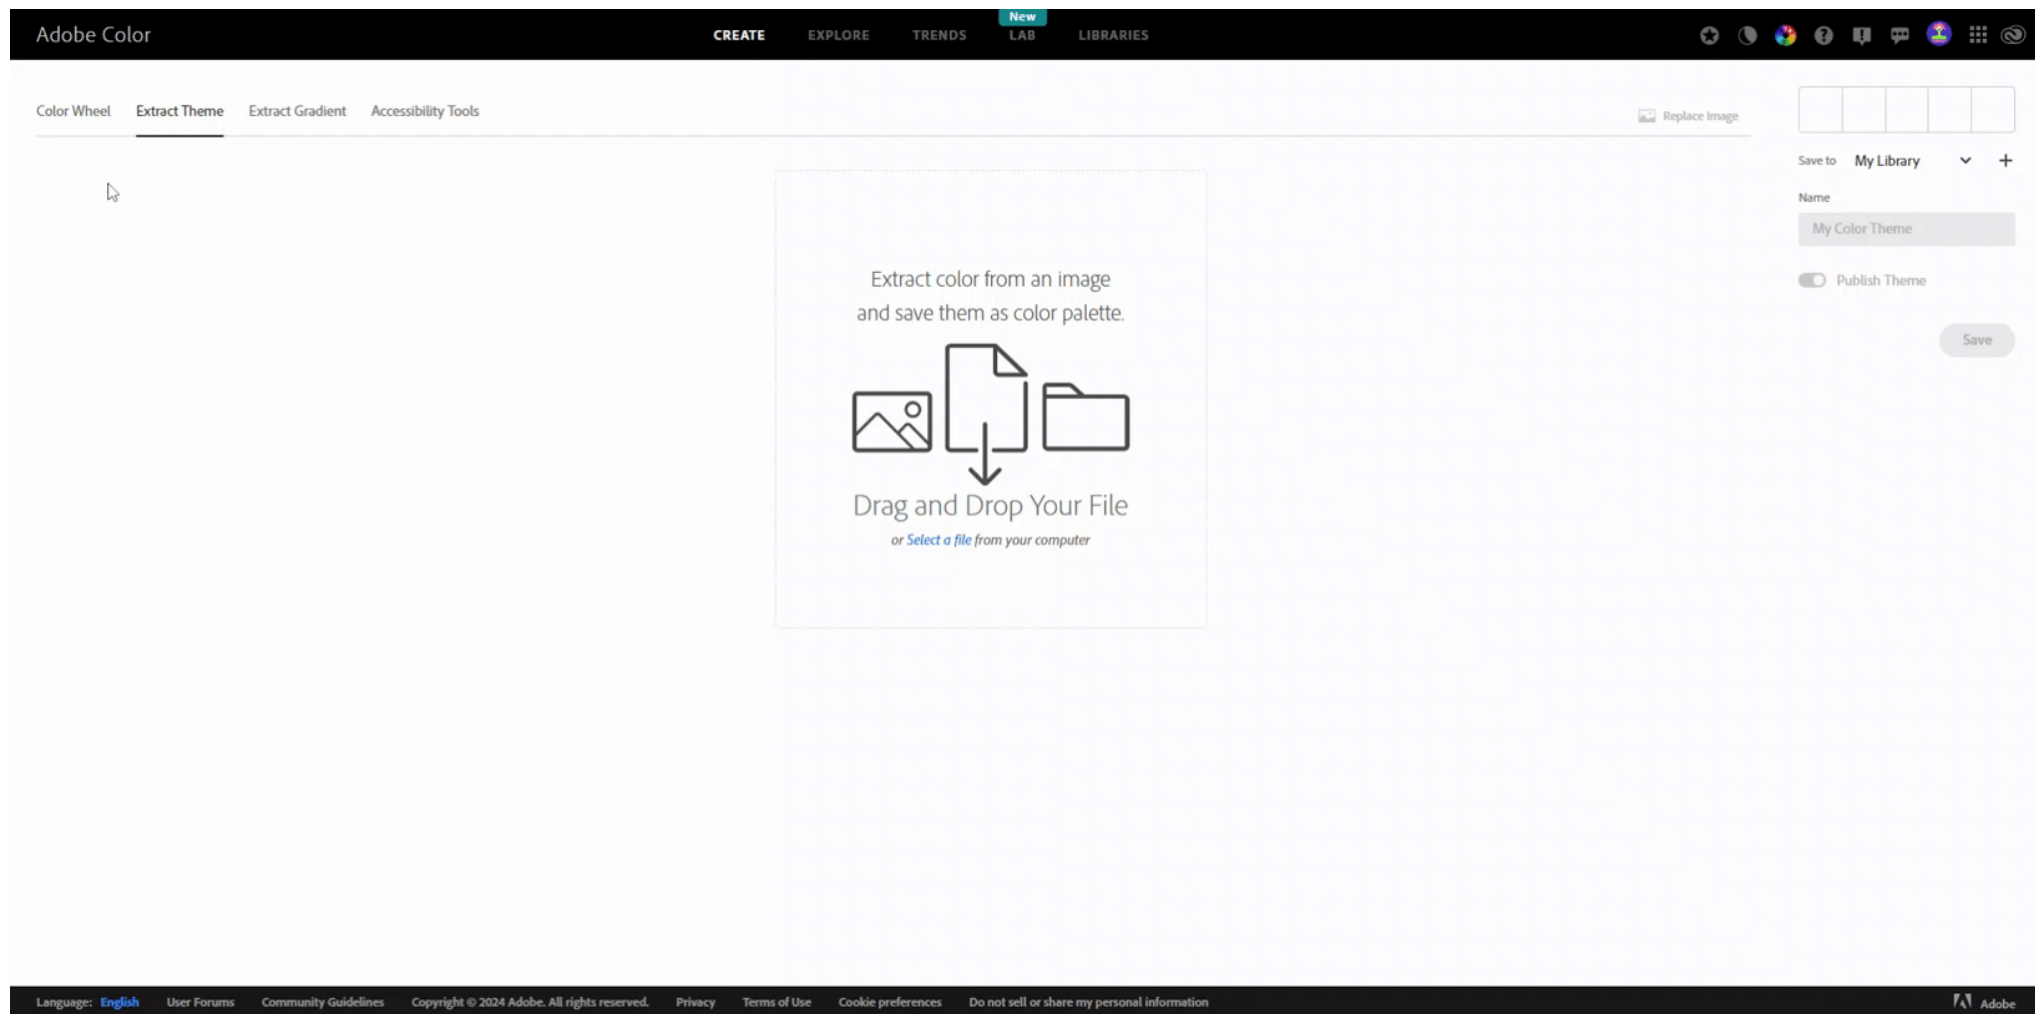 Adobe Color
CREATE EXPLORE TRENDS New LAB LIBRARIES
Color Wheel Extract Theme Extract Gradient Accessibility Tools
Replace Image
Save to My Library
Name
My Color Theme
Publish Theme
Save
Extract color from an image
and save them as color palette.
Drag and Drop Your File
or Select a file from your computer
Language: English User Forums Community Guidelines Copyright © 2024 Adobe. All rights reserved. Privacy Terms of Use Cookie preferences Do not sell or share my personal information Adobe